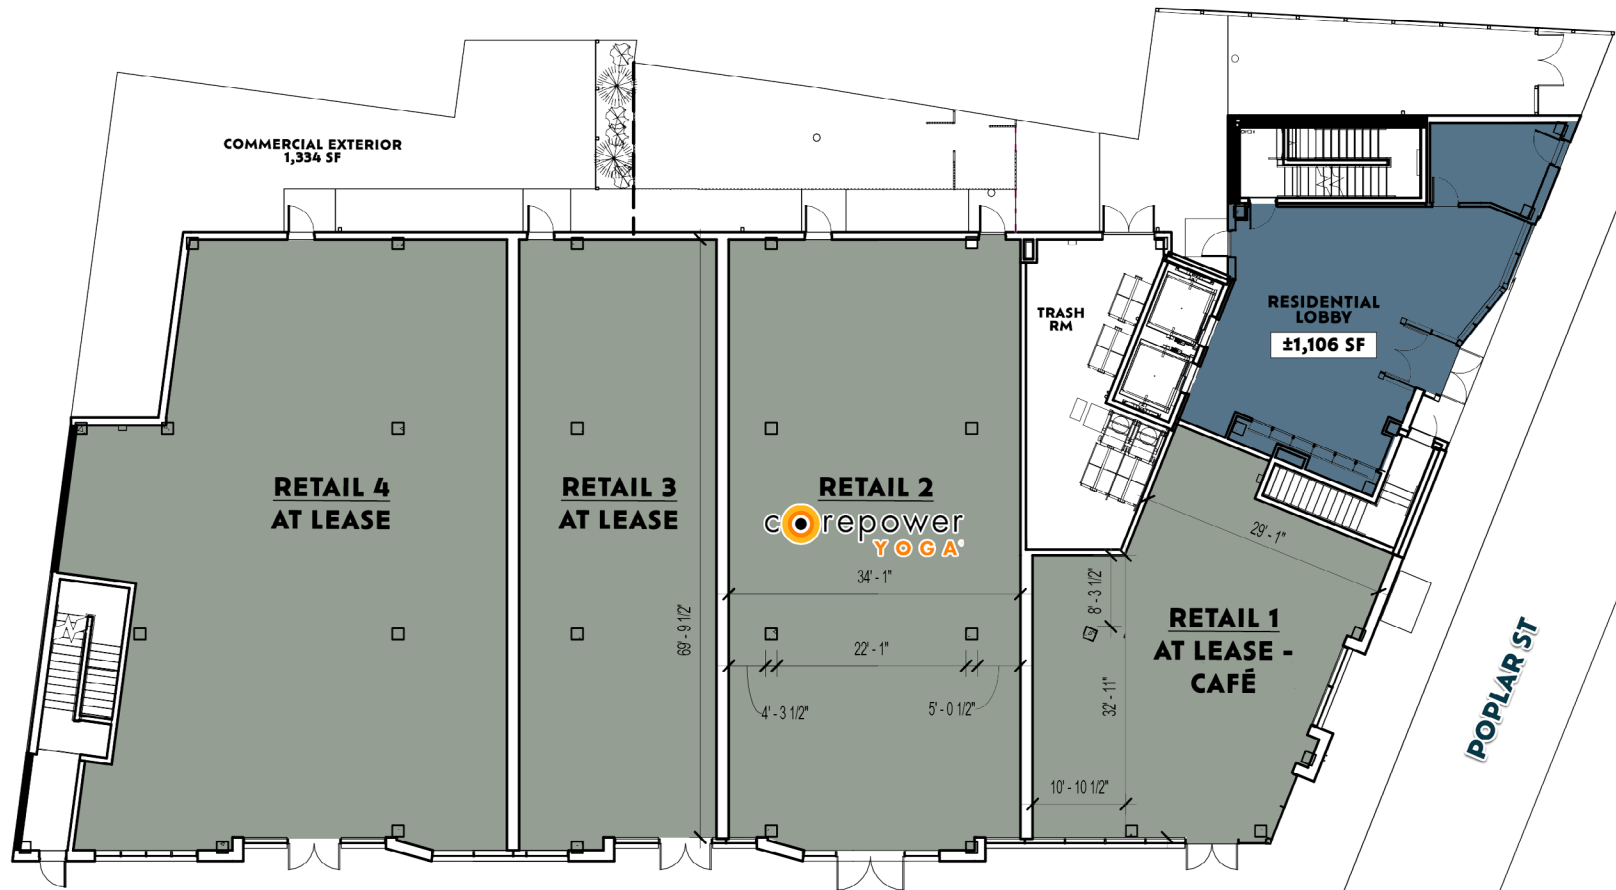 COMMERCIAL EXTERIOR
1,334 SF
TRASH
RM
RESIDENTIAL
LOBBY
±1,106 SF
RETAIL 4
AT LEASE
RETAIL 3
AT LEASE
RETAIL 2
corepower
YOGA
34' - 1"
22' - 1"
4' - 3 1/2"
5' - 0 1/2"
69' - 9 1/2"
29' - 1"
8' - 3 1/2"
32' - 11"
10' - 10 1/2"
RETAIL 1
AT LEASE -
CAFÉ
POPLAR ST